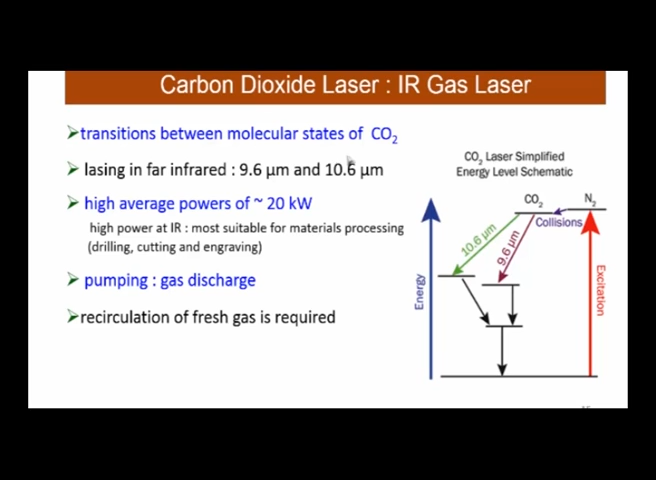 Carbon Dioxide Laser : IR Gas Laser
transitions between molecular states of CO₂
lasing in far infrared : 9.6 µm and 10.6 µm
high average powers of ~ 20 kW
high power at IR : most suitable for materials processing
(drilling, cutting and engraving)
pumping : gas discharge
recirculation of fresh gas is required
CO₂ Laser Simplified
Energy Level Schematic
CO₂
N₂
Collisions
10.6 µm
9.6 µm
Energy
Excitation